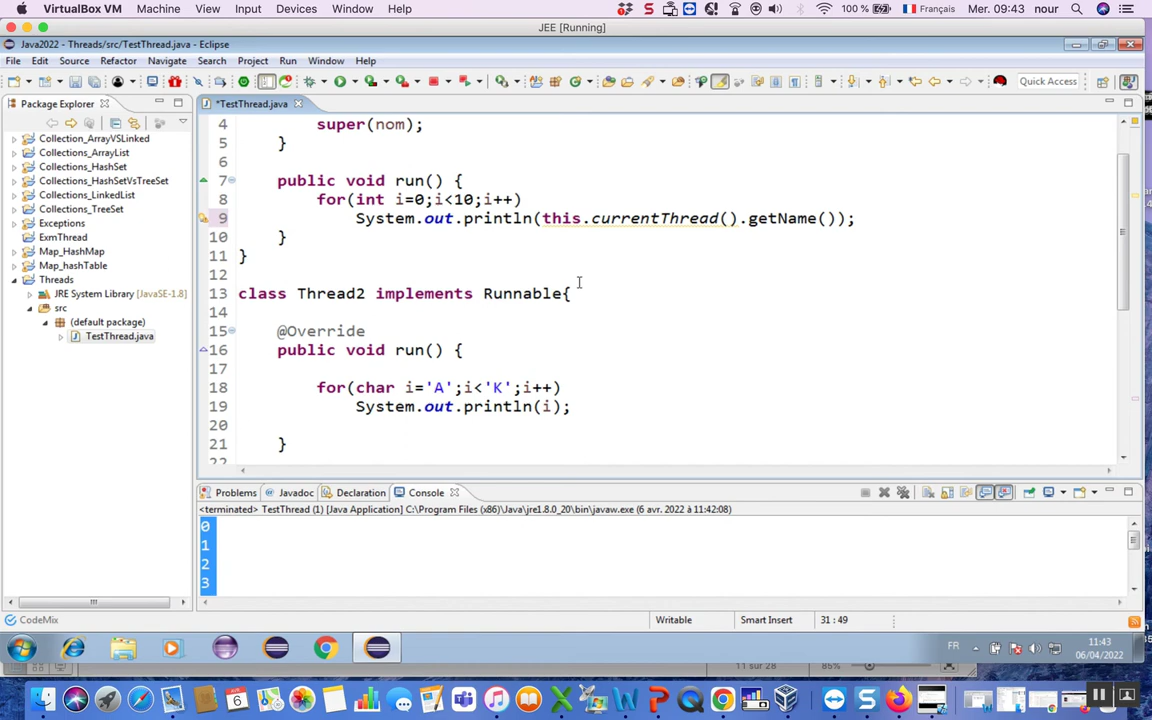 VirtualBox VM Machine View Input Devices Window Help 100 % Français Mer. 09:43 nour
JEE [Running]
Java2022 - Threads/src/TestThread.java - Eclipse
File Edit Source Refactor Navigate Search Project Run Window Help
Quick Access
Package Explorer
*TestThread.java
Collection_ArrayVSLinked
Collections_ArrayList
Collections_HashSet
Collections_HashSetVsTreeSet
Collections_LinkedList
Collections_TreeSet
Exceptions
ExmThread
Map_HashMap
Map_hashTable
Threads
JRE System Library [JavaSE-1.8]
src
(default package)
TestThread.java
4 super(nom);
5 }
6
7 public void run() {
8 for(int i=0;i<10;i++)
9 System.out.println(this.currentThread().getName());
10 }
11 }
12
13 class Thread2 implements Runnable{
14
15 @Override
16 public void run() {
17
18 for(char i='A';i<'K';i++)
19 System.out.println(i);
20
21 }
22
Problems Javadoc Declaration Console
<terminated> TestThread (1) [Java Application] C:\Program Files (x86)\Java\jre1.8.0_20\bin\javaw.exe (6 avr. 2022 à 11:42:08)
0
1
2
3
CodeMix
Writable Smart Insert 31 : 49
FR
11:43
06/04/2022
11 sur 28 85%